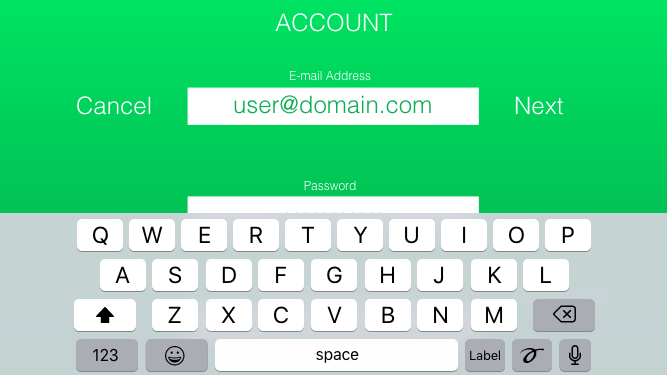 ACCOUNT
E-mail Address
Cancel user@domain.com Next
Password
Q W E R T Y U I O P
A S D F G H J K L
Z X C V B N M
123 space Label